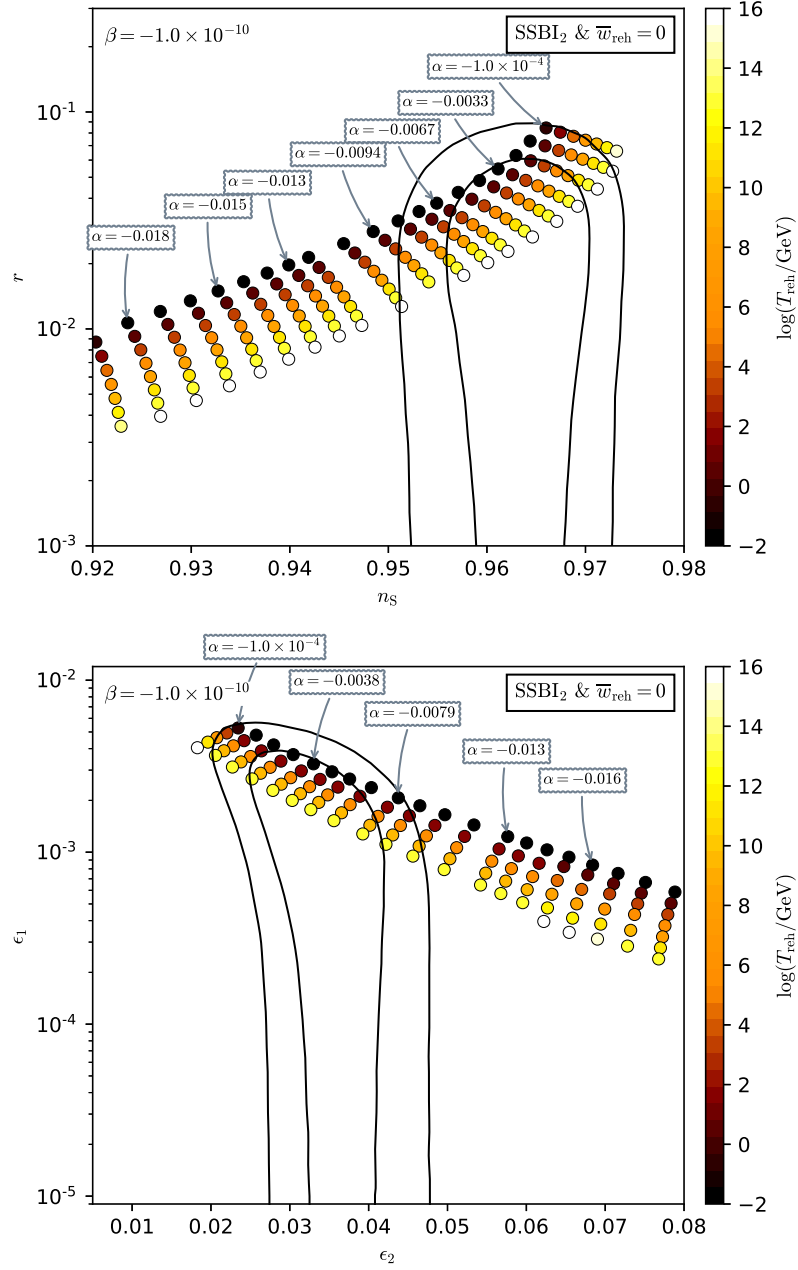 β = −1.0 × 10⁻¹⁰
SSBI₂ & w̅_reh = 0
α = −1.0 × 10⁻⁴
α = −0.0033
α = −0.0067
α = −0.0094
α = −0.013
α = −0.015
α = −0.018
10⁻¹
10⁻²
10⁻³
r
0.92 0.93 0.94 0.95 0.96 0.97 0.98
n_S
16
14
12
10
8
6
4
2
0
−2
log(T_reh/GeV)
α = −1.0 × 10⁻⁴
α = −0.0038
β = −1.0 × 10⁻¹⁰
SSBI₂ & w̅_reh = 0
α = −0.0079
α = −0.013
α = −0.016
10⁻²
10⁻³
10⁻⁴
10⁻⁵
ϵ₁
0.01 0.02 0.03 0.04 0.05 0.06 0.07 0.08
ϵ₂
16
14
12
10
8
6
4
2
0
−2
log(T_reh/GeV)